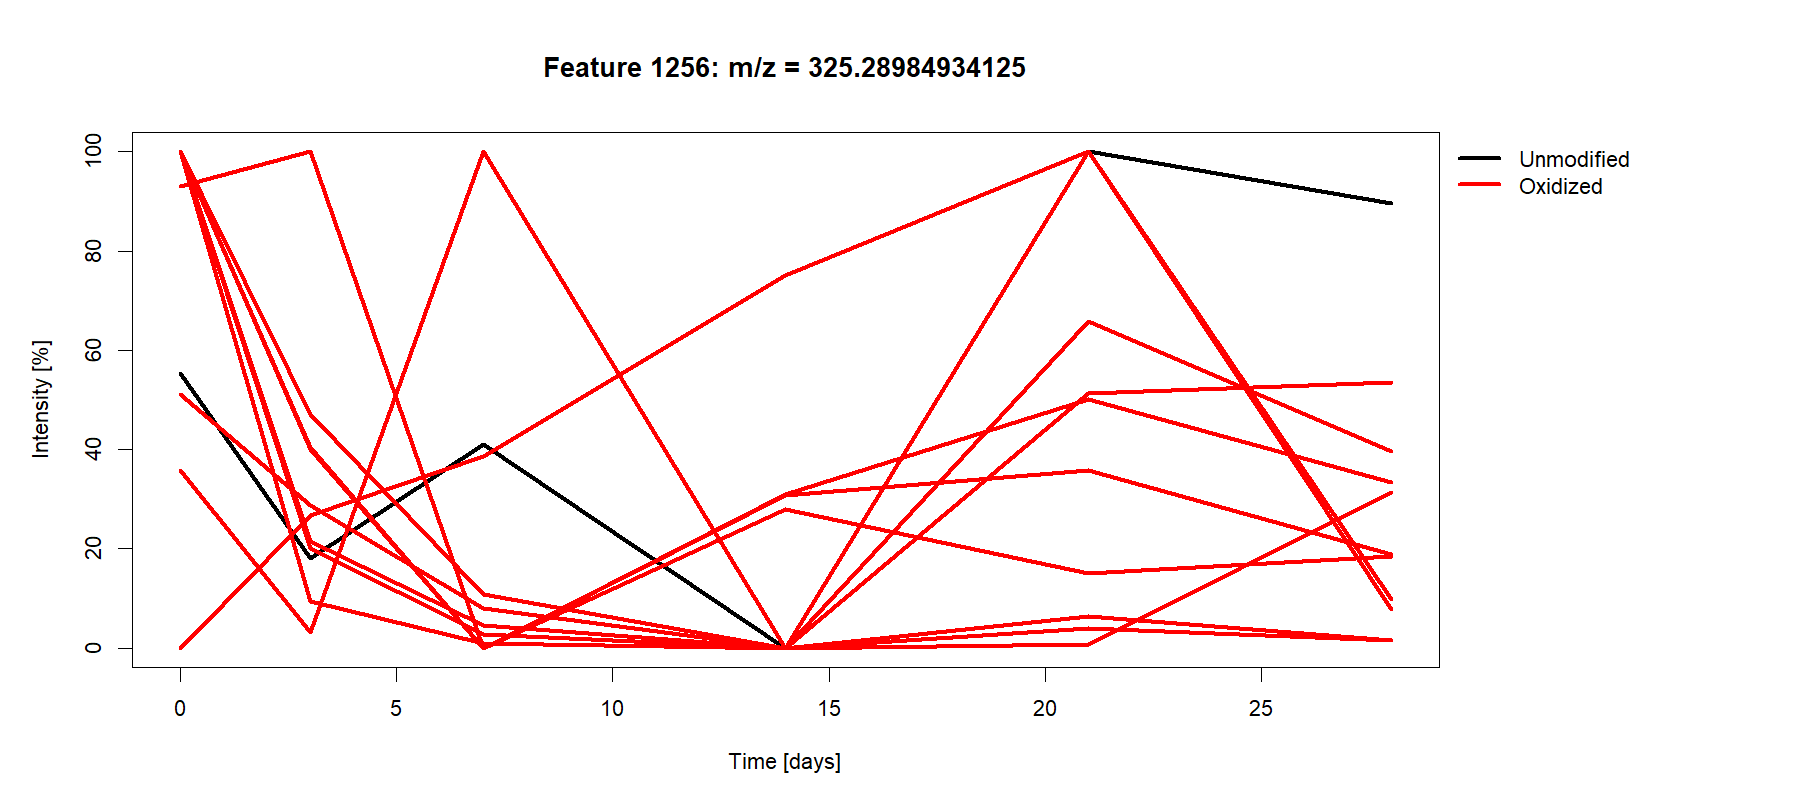 Feature 1256: m/z = 325.28984934125
Unmodified
Oxidized
Intensity [%]
100
80
60
40
20
0
0 5 10 15 20 25
Time [days]